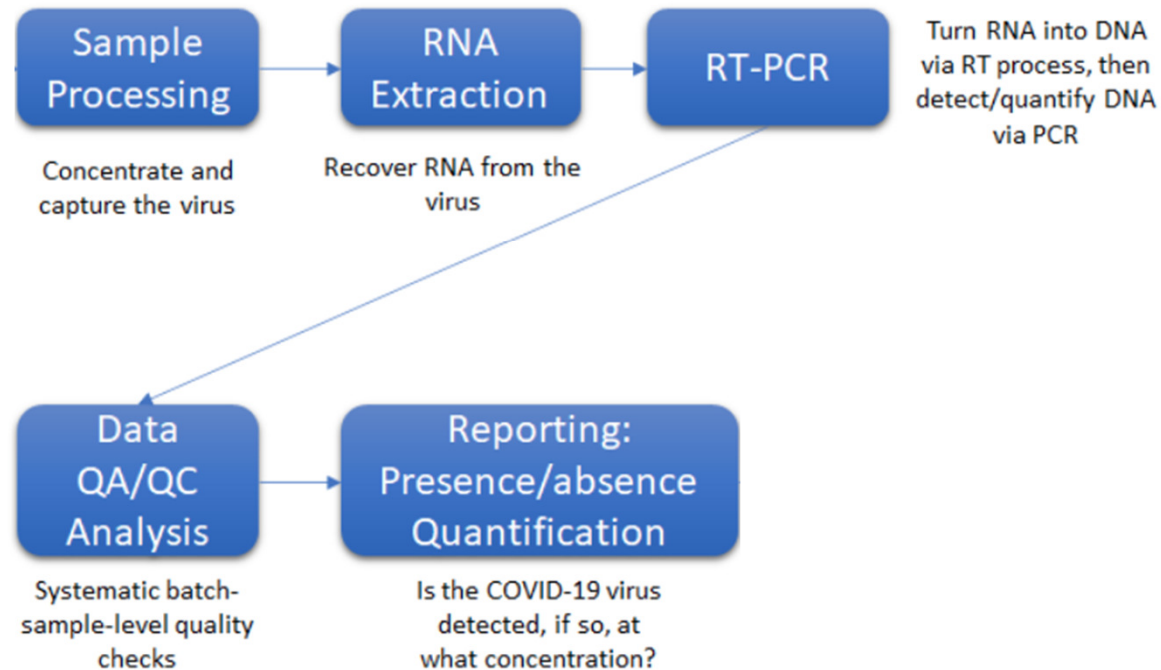 Sample
Processing
RNA
Extraction
RT-PCR
Turn RNA into DNA
via RT process, then
detect/quantify DNA
via PCR
Concentrate and
capture the virus
Recover RNA from the
virus
Data
QA/QC
Analysis
Reporting:
Presence/absence
Quantification
Systematic batch-
sample-level quality
checks
Is the COVID-19 virus
detected, if so, at
what concentration?